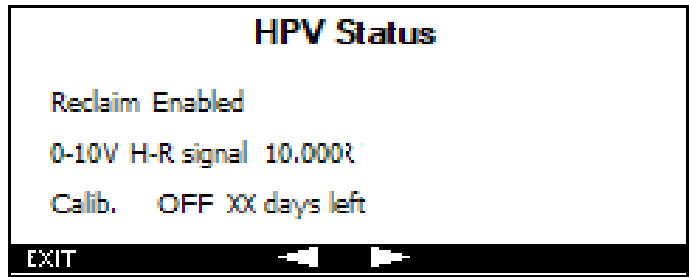 HPV Status
Reclaim Enabled
0-10V H-R signal 10.000
Calib. OFF XX days left
EXIT